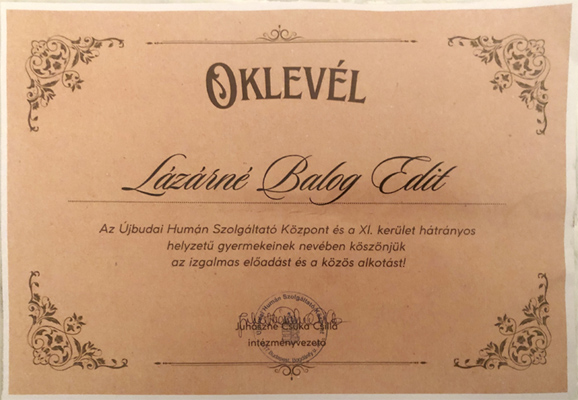 OKLEVÉL
Lázárné Balog Edit
Az Újbudai Humán Szolgáltató Központ és a XI. kerület hátrányos
helyzetű gyermekeinek nevében köszönjük
az izgalmas előadást és a közös alkotást!
Juhászné Csuka Csilla
intézményvezető